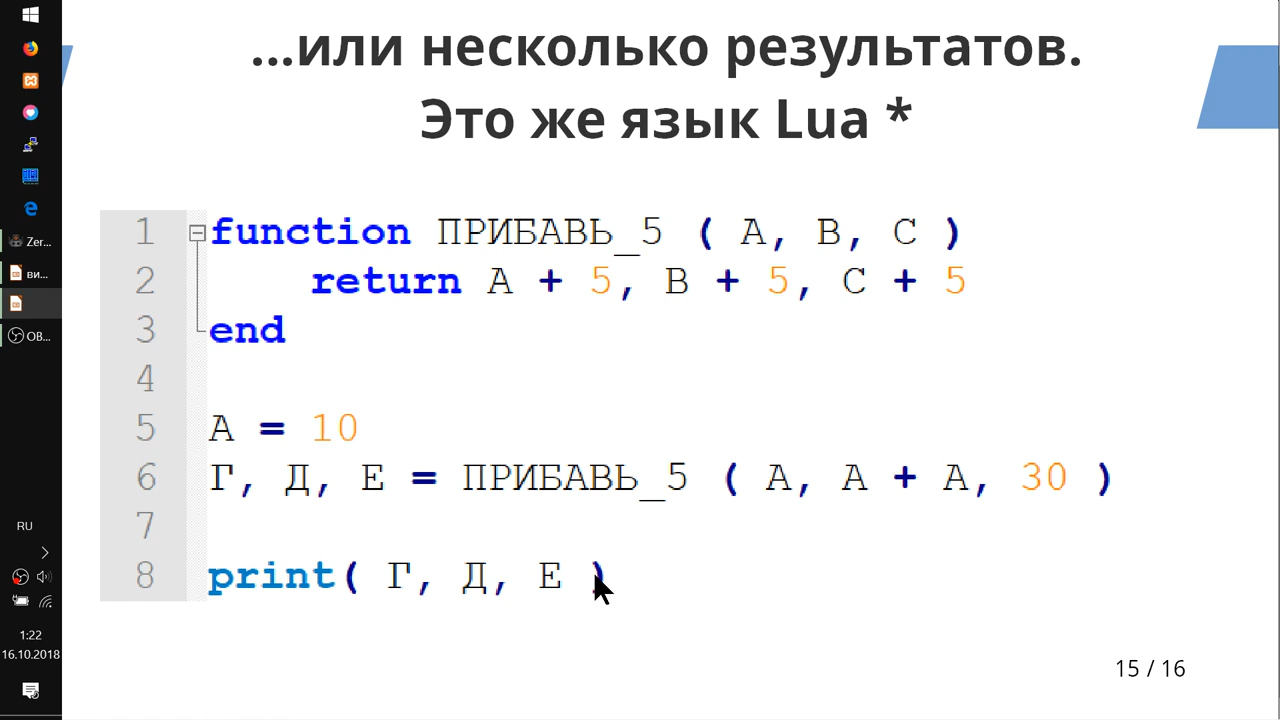 ...или несколько результатов.
Это же язык Lua *
1 function ПРИБАВЬ_5 ( А, В, С )
2 return А + 5, В + 5, С + 5
3 end
4
5 А = 10
6 Г, Д, Е = ПРИБАВЬ_5 ( А, А + А, 30 )
7
8 print( Г, Д, Е )
15 / 16
Zer...
ви...
OB...
RU
1:22
16.10.2018